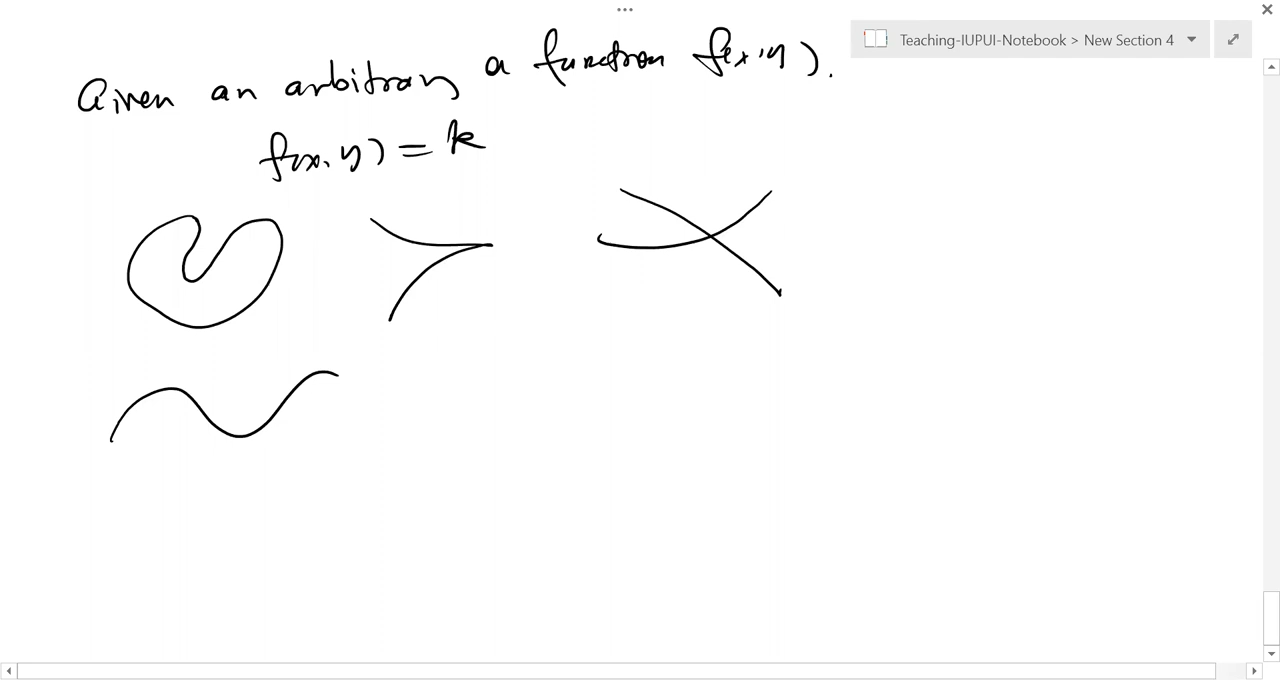 Teaching-IUPUI-Notebook > New Section 4
Given an arbitrary a function f(x,y).
f(x,y) = k